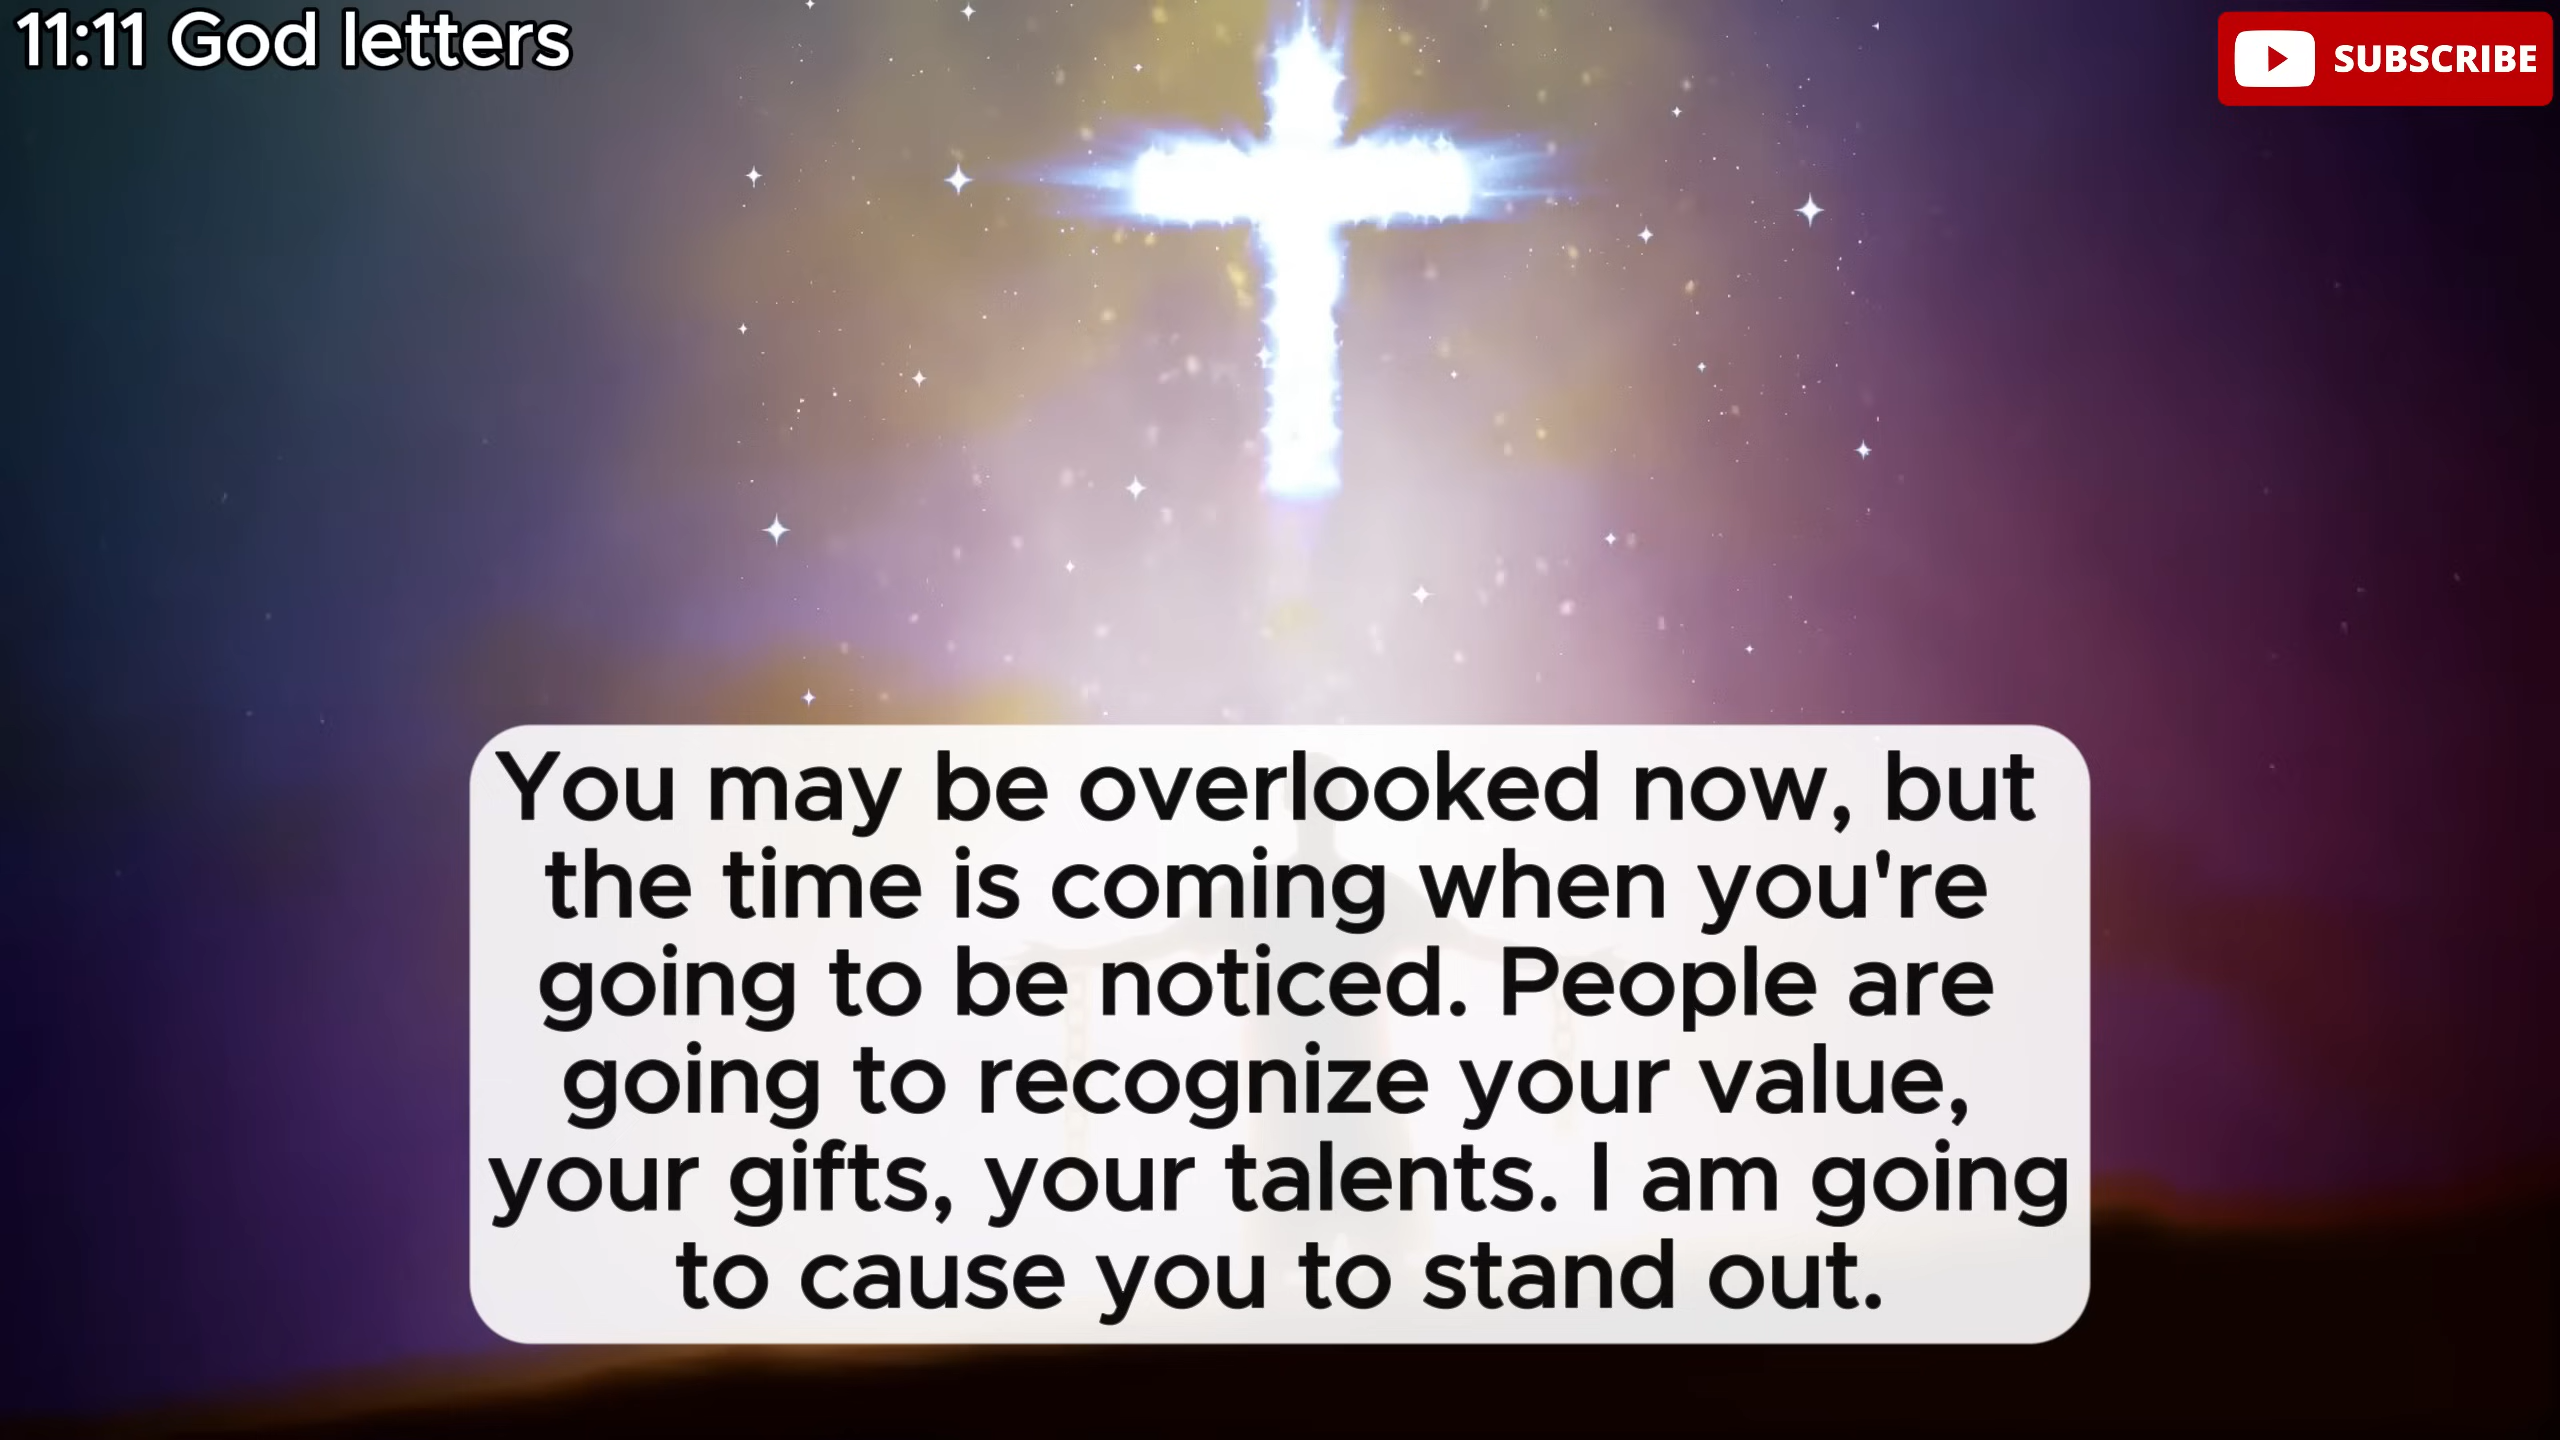 11:11 God letters
SUBSCRIBE
You may be overlooked now, but
the time is coming when you're
going to be noticed. People are
going to recognize your value,
your gifts, your talents. I am going
to cause you to stand out.